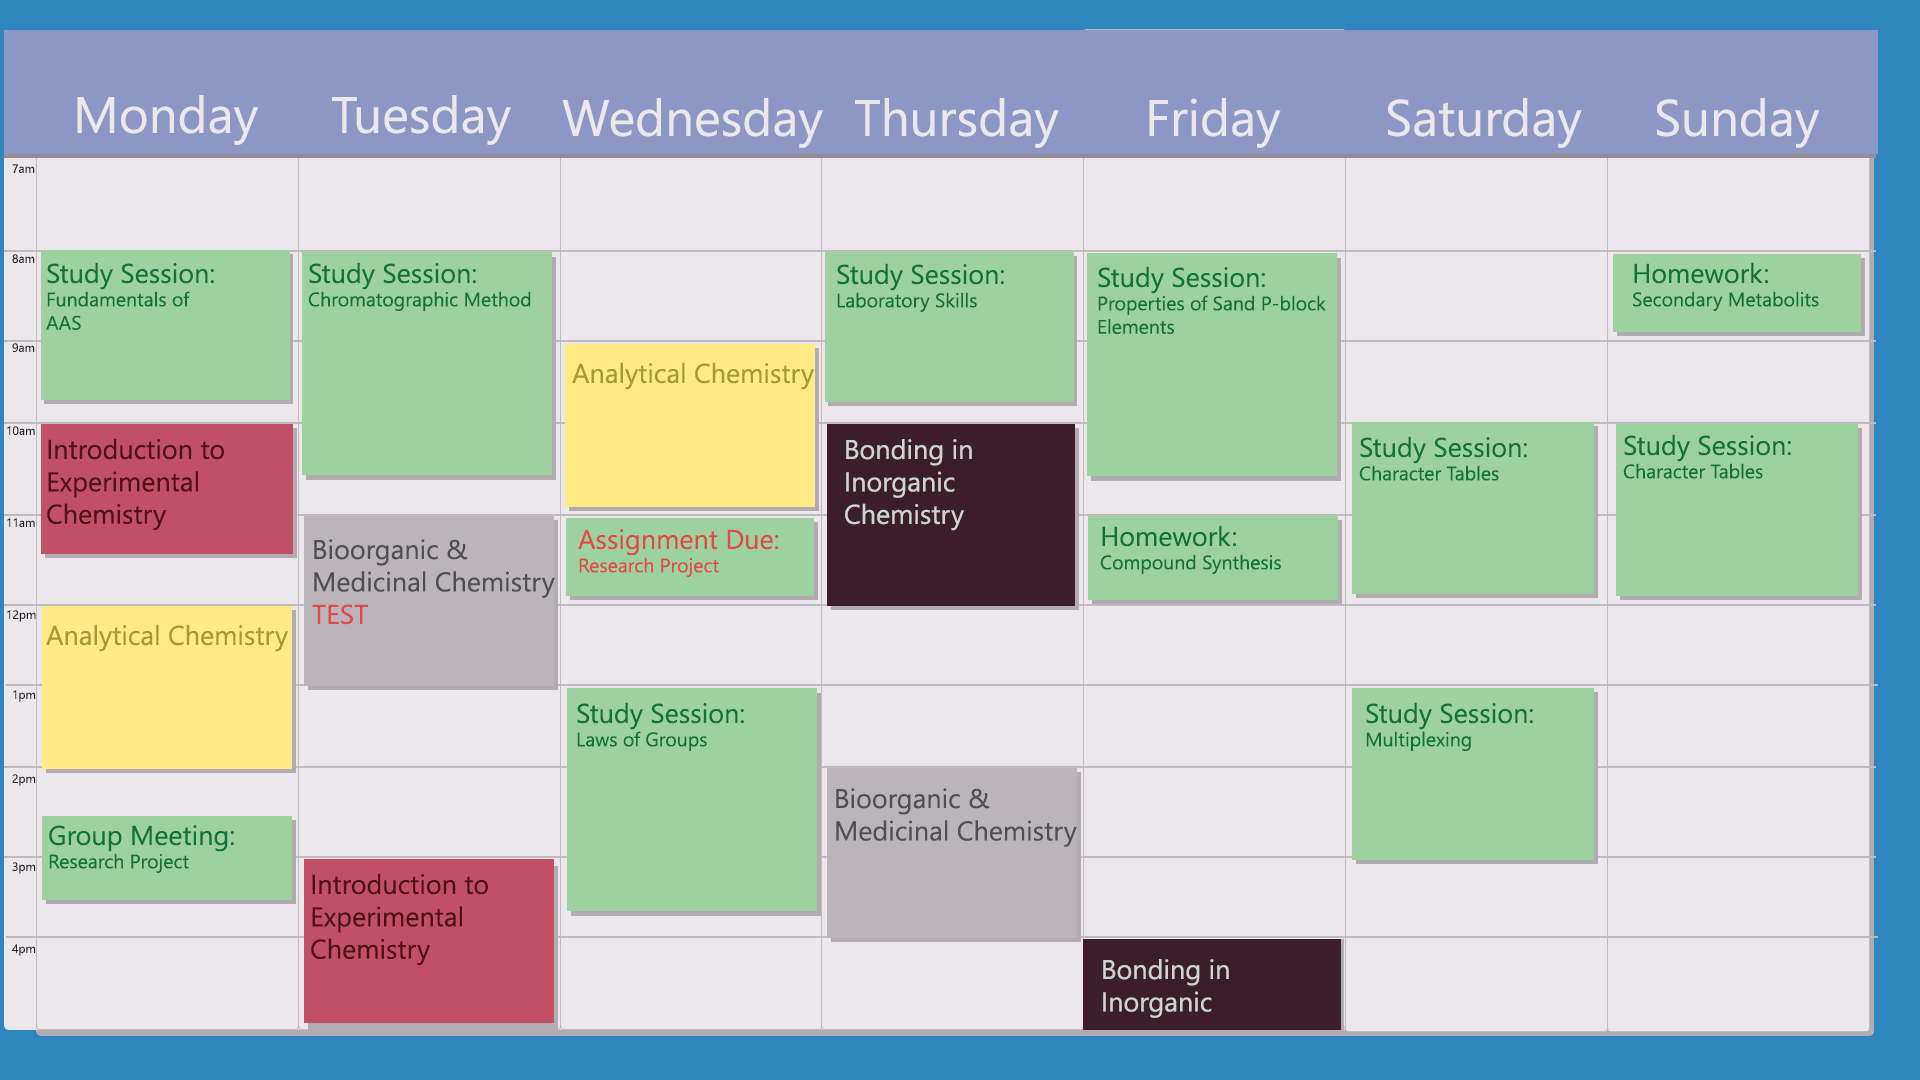 Monday
Tuesday
Wednesday
Thursday
Friday
Saturday
Sunday
7am
8am
9am
10am
11am
12pm
1pm
2pm
3pm
4pm
Study Session:
Fundamentals of
AAS
Introduction to
Experimental
Chemistry
Analytical Chemistry
Group Meeting:
Research Project
Study Session:
Chromatographic Method
Bioorganic &
Medicinal Chemistry
TEST
Introduction to
Experimental
Chemistry
Analytical Chemistry
Assignment Due:
Research Project
Study Session:
Laws of Groups
Study Session:
Laboratory Skills
Bonding in
Inorganic
Chemistry
Bioorganic &
Medicinal Chemistry
Study Session:
Properties of Sand P-block
Elements
Homework:
Compound Synthesis
Bonding in
Inorganic
Study Session:
Character Tables
Study Session:
Multiplexing
Homework:
Secondary Metabolits
Study Session:
Character Tables